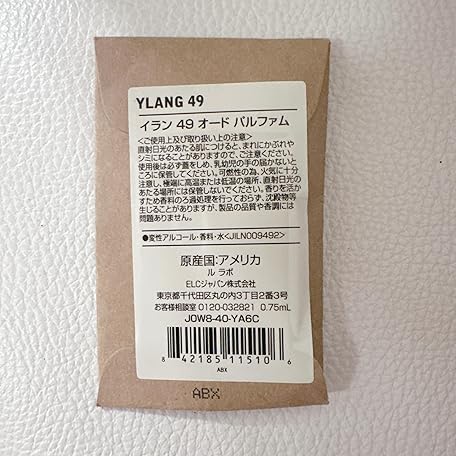 YLANG 49
イラン 49 オード パルファム
<ご使用上及び取り扱い上の注意>
直射日光のあたる肌につけると、まれにかぶれや
シミになることがありますので、ご注意ください。
使用後は必ず蓋をしめ、乳幼児の手の届かないと
ころに保管してください。可燃性の為、火気に十分
注意し、極端に高温または低温の場所、直射日光の
あたる場所には保管しないでください。香りを活か
すため香料のろ過処理を行っておらず、沈殿物等
生じることがありますが、製品の品質や香調には
問題ありません。
●変性アルコール・香料・水<JILN009492>
原産国:アメリカ
ル ラボ
ELCジャパン株式会社
東京都千代田区丸の内3丁目2番3号
お客様相談室 0120-032821 0.75mL
J0W8-40-YA6C
8 42185 11510 6
ABX
ABX